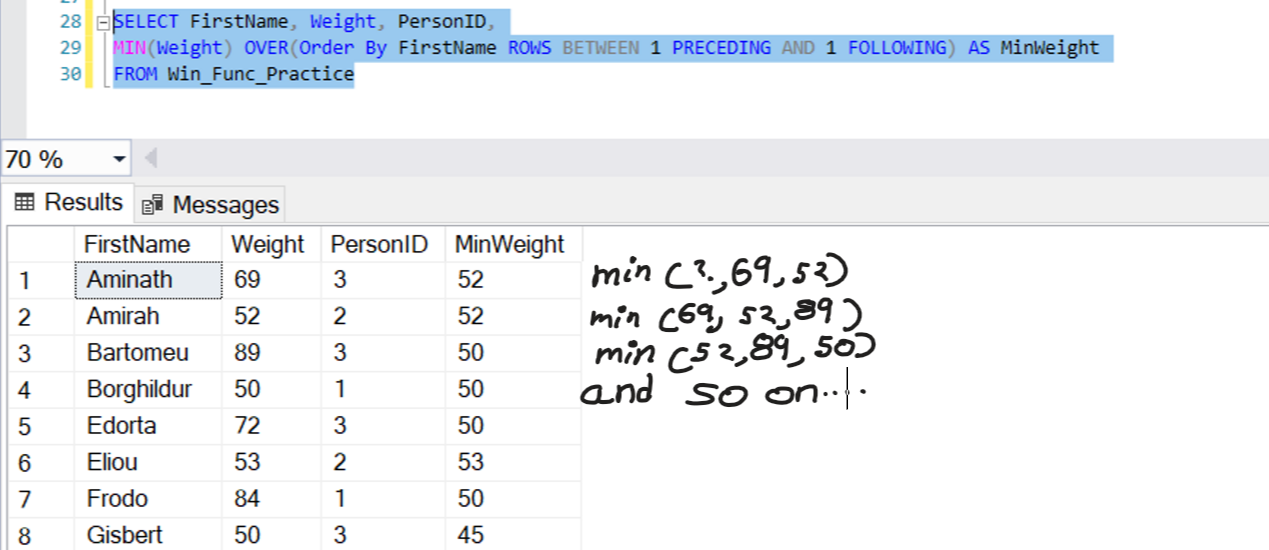 28 SELECT FirstName, Weight, PersonID,
29 MIN(Weight) OVER(Order By FirstName ROWS BETWEEN 1 PRECEDING AND 1 FOLLOWING) AS MinWeight
30 FROM Win_Func_Practice
70 %
Results Messages
FirstName Weight PersonID MinWeight
1 Aminath 69 3 52 min (?,69,52)
2 Amirah 52 2 52 min (69, 52,89)
3 Bartomeu 89 3 50 min (52,89,50)
4 Borghildur 50 1 50 and so on....
5 Edorta 72 3 50
6 Eliou 53 2 53
7 Frodo 84 1 50
8 Gisbert 50 3 45